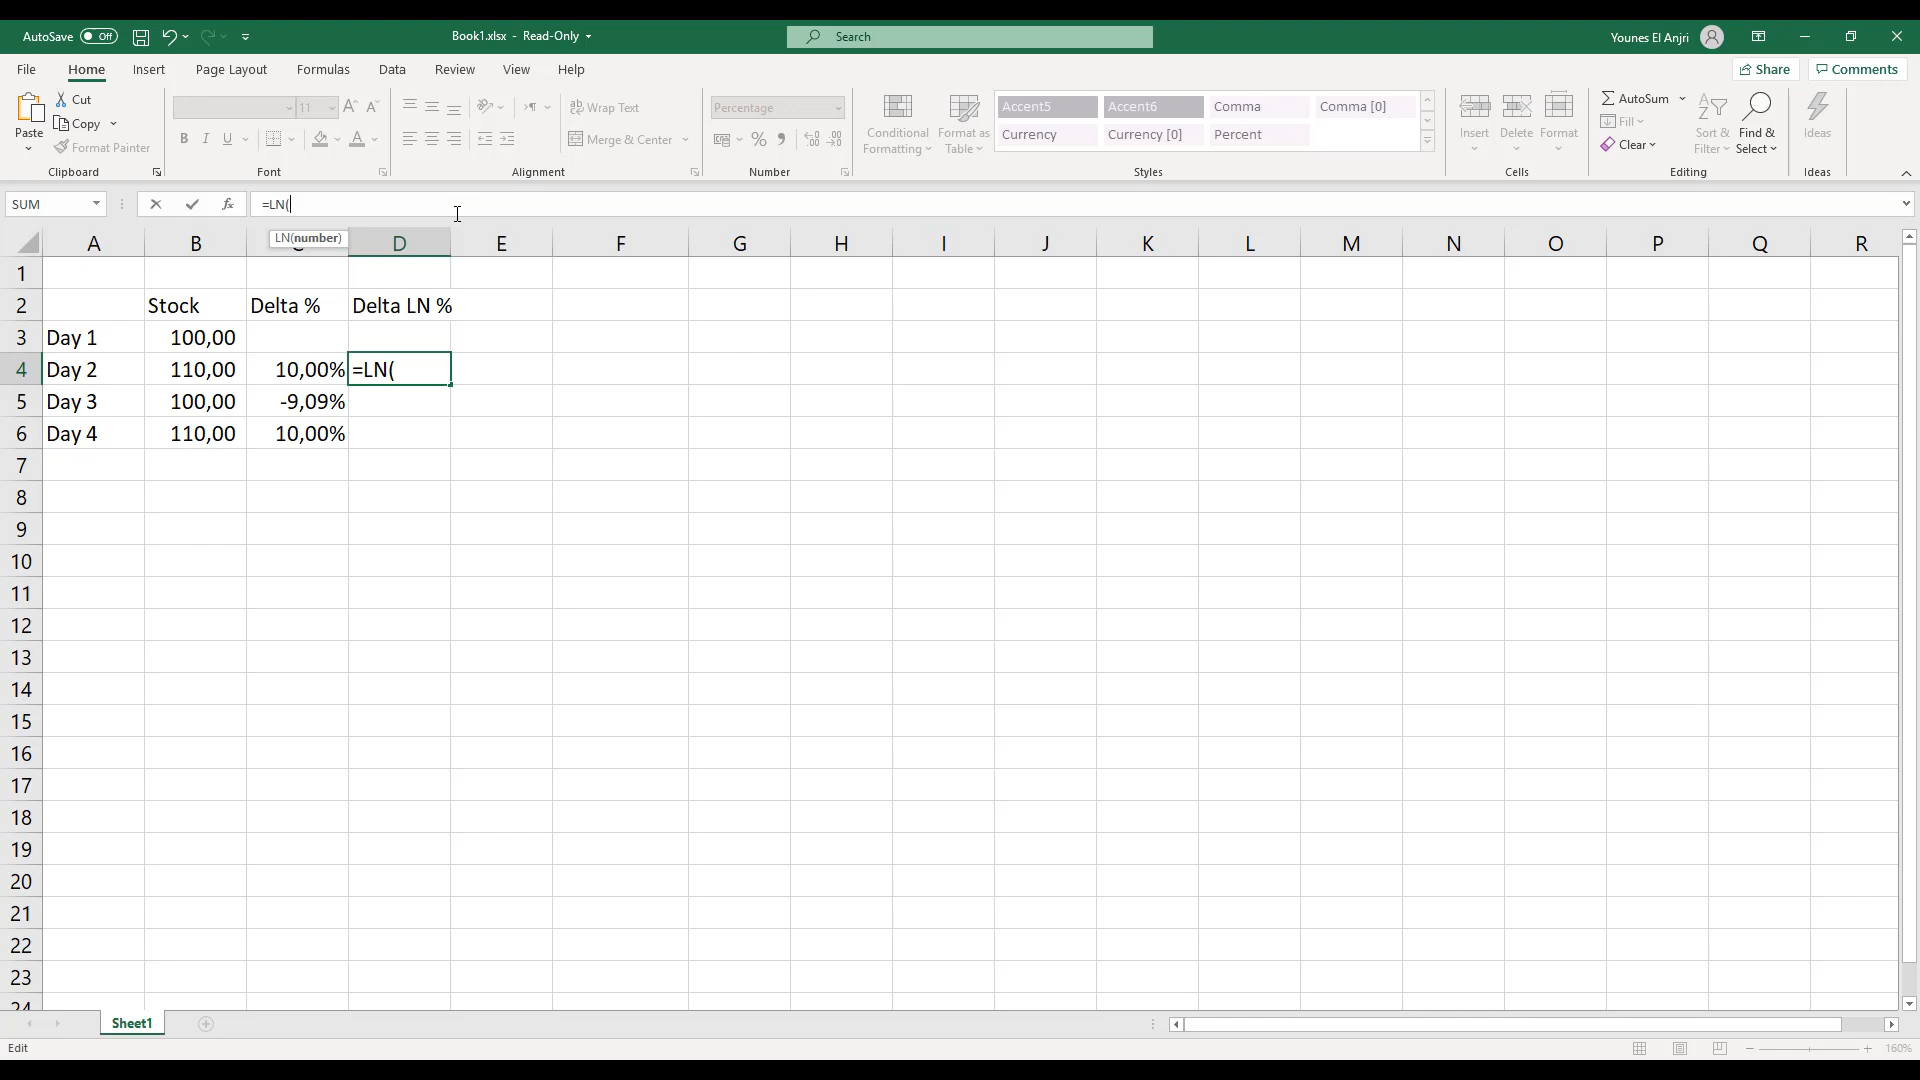 AutoSave Off
Book1.xlsx - Read-Only
Search
Younes El Anjri
File Home Insert Page Layout Formulas Data Review View Help
Share Comments
Paste
Cut
Copy
Format Painter
Clipboard
11
Font
Wrap Text
Merge & Center
Alignment
Percentage
Number
Conditional Formatting
Format as Table
Accent5 Accent6 Comma Comma [0]
Currency Currency [0] Percent
Styles
Insert Delete Format
Cells
AutoSum
Fill
Clear
Sort & Filter
Find & Select
Editing
Ideas
Ideas
SUM fx =LN(
LN(number)
A B C D E F G H I J K L M N O P Q R
1
2 Stock Delta % Delta LN %
3 Day 1 100,00
4 Day 2 110,00 10,00% =LN(
5 Day 3 100,00 -9,09%
6 Day 4 110,00 10,00%
7
8
9
10
11
12
13
14
15
16
17
18
19
20
21
22
23
24
Sheet1
Edit
160%